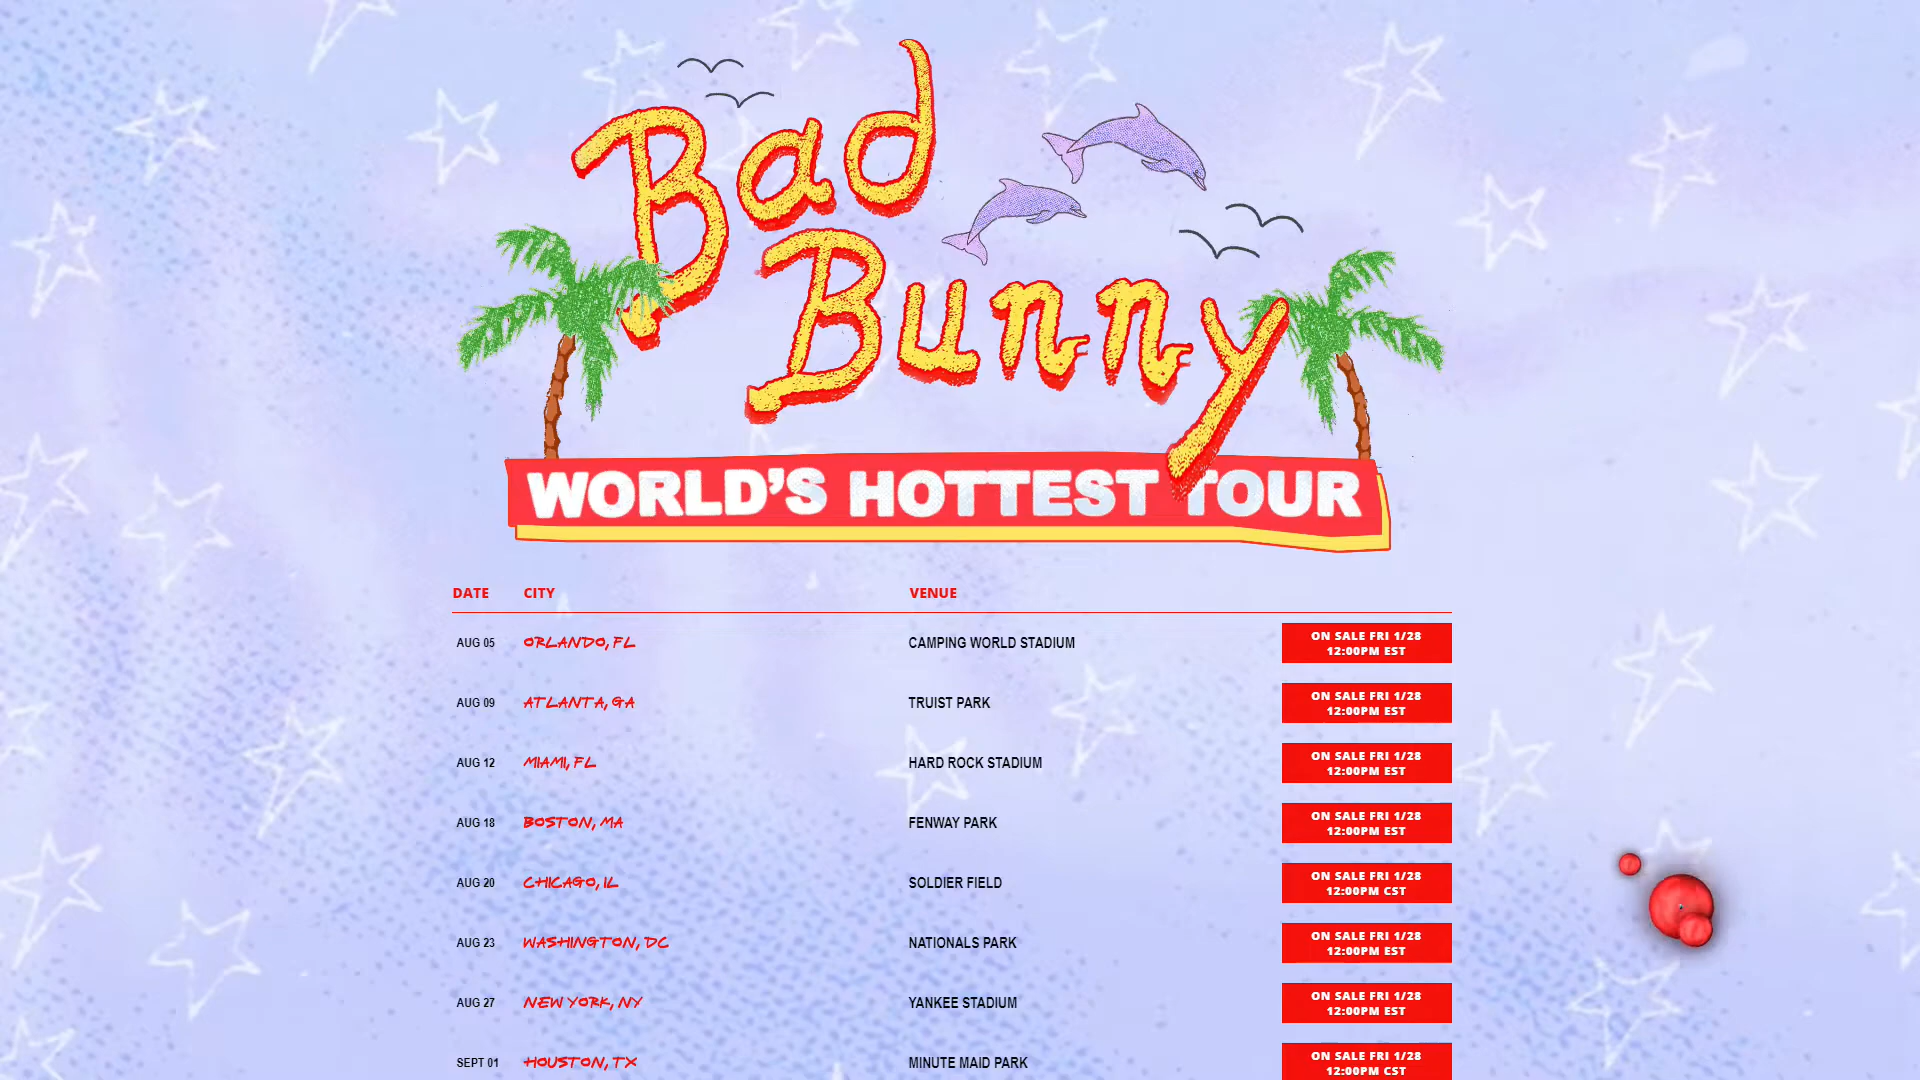 Bad
Bunny
WORLD'S HOTTEST TOUR
DATE CITY VENUE
AUG 05 ORLANDO, FL CAMPING WORLD STADIUM ON SALE FRI 1/28
12:00PM EST
AUG 09 ATLANTA, GA TRUIST PARK ON SALE FRI 1/28
12:00PM EST
AUG 12 MIAMI, FL HARD ROCK STADIUM ON SALE FRI 1/28
12:00PM EST
AUG 18 BOSTON, MA FENWAY PARK ON SALE FRI 1/28
12:00PM EST
AUG 20 CHICAGO, IL SOLDIER FIELD ON SALE FRI 1/28
12:00PM CST
AUG 23 WASHINGTON, DC NATIONALS PARK ON SALE FRI 1/28
12:00PM EST
AUG 27 NEW YORK, NY YANKEE STADIUM ON SALE FRI 1/28
12:00PM EST
SEPT 01 HOUSTON, TX MINUTE MAID PARK ON SALE FRI 1/28
12:00PM CST